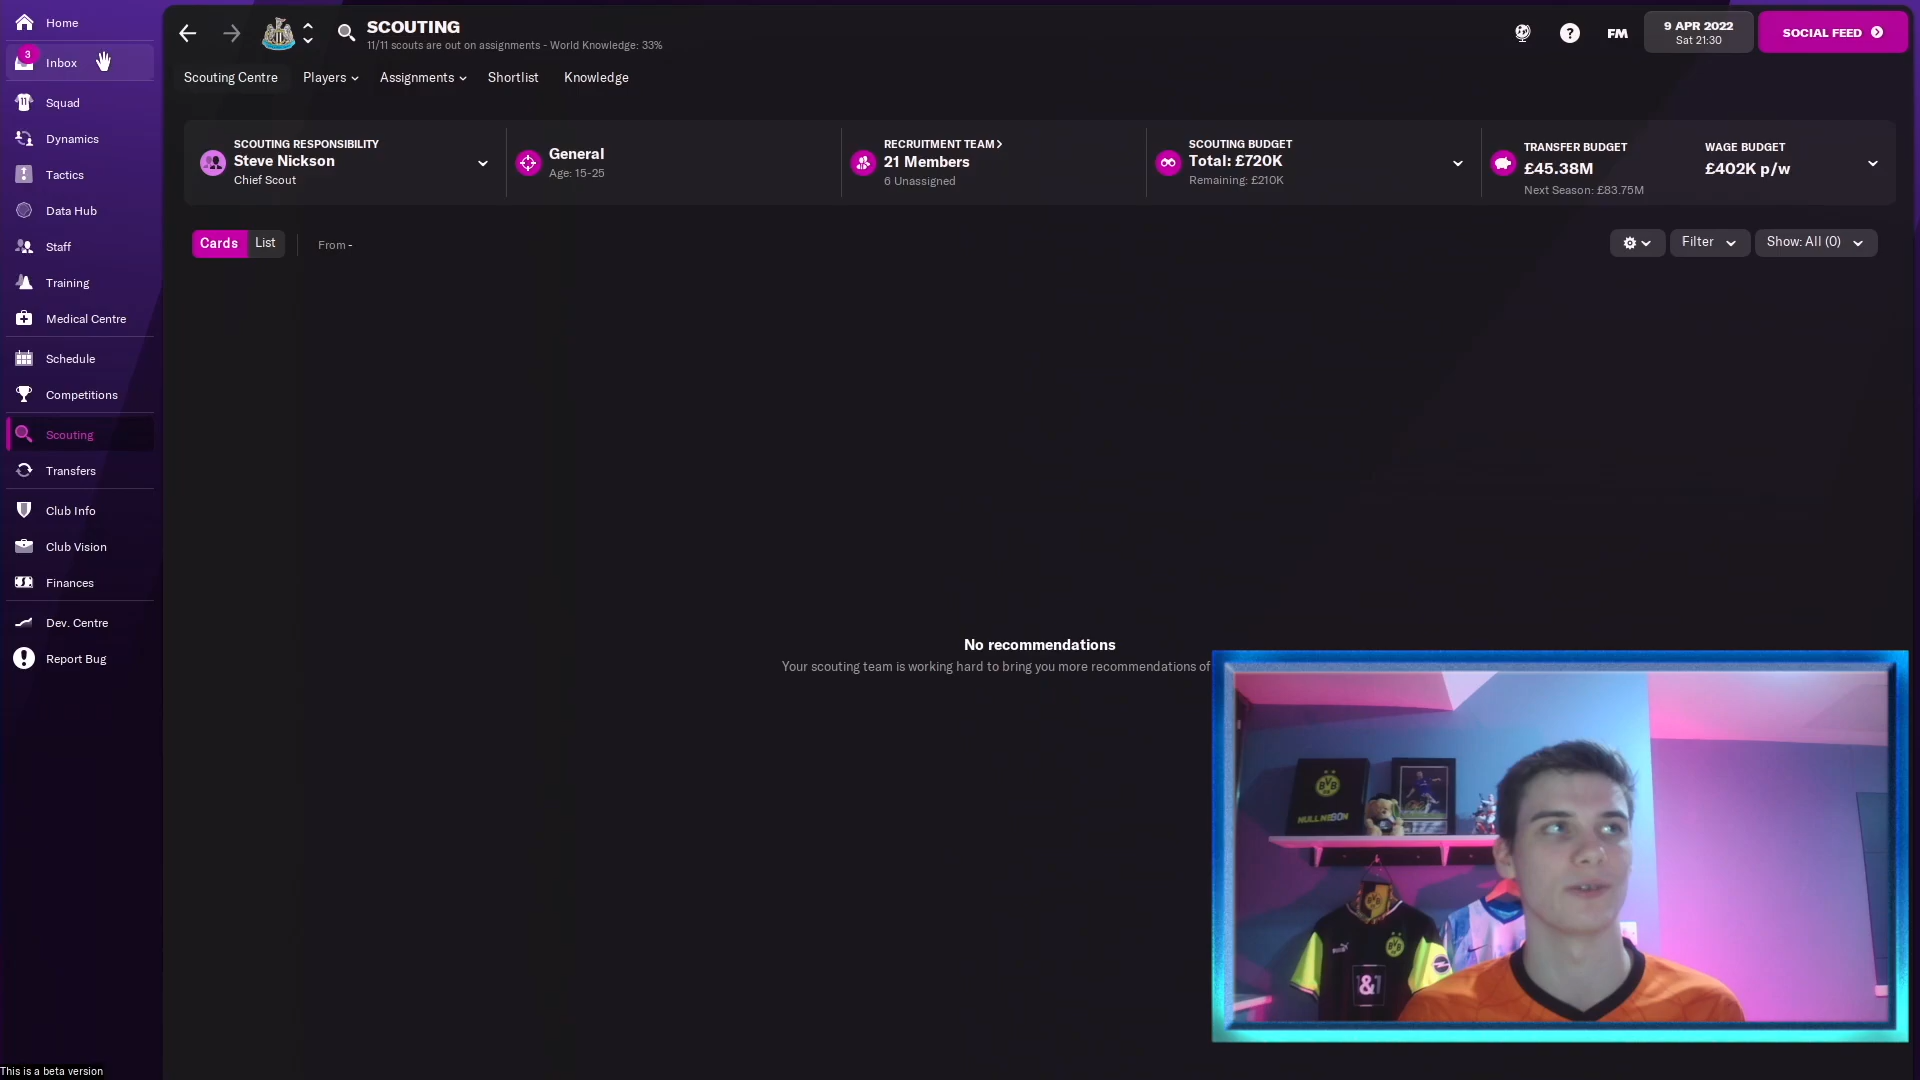 Home
3
Inbox
Squad
Dynamics
Tactics
Data Hub
Staff
Training
Medical Centre
Schedule
Competitions
Scouting
Transfers
Club Info
Club Vision
Finances
Dev. Centre
Report Bug
This is a beta version
SCOUTING
11/11 scouts are out on assignments - World Knowledge: 33%
FM
9 APR 2022
Sat 21:30
SOCIAL FEED
Scouting Centre Players Assignments Shortlist Knowledge
SCOUTING RESPONSIBILITY
Steve Nickson
Chief Scout
General
Age: 15-25
RECRUITMENT TEAM
21 Members
6 Unassigned
SCOUTING BUDGET
Total: £720K
Remaining: £210K
TRANSFER BUDGET
£45.38M
Next Season: £83.75M
WAGE BUDGET
£402K p/w
Cards List From -
Filter
Show: All (0)
No recommendations
Your scouting team is working hard to bring you more recommendations of
BVB
BVB
&1